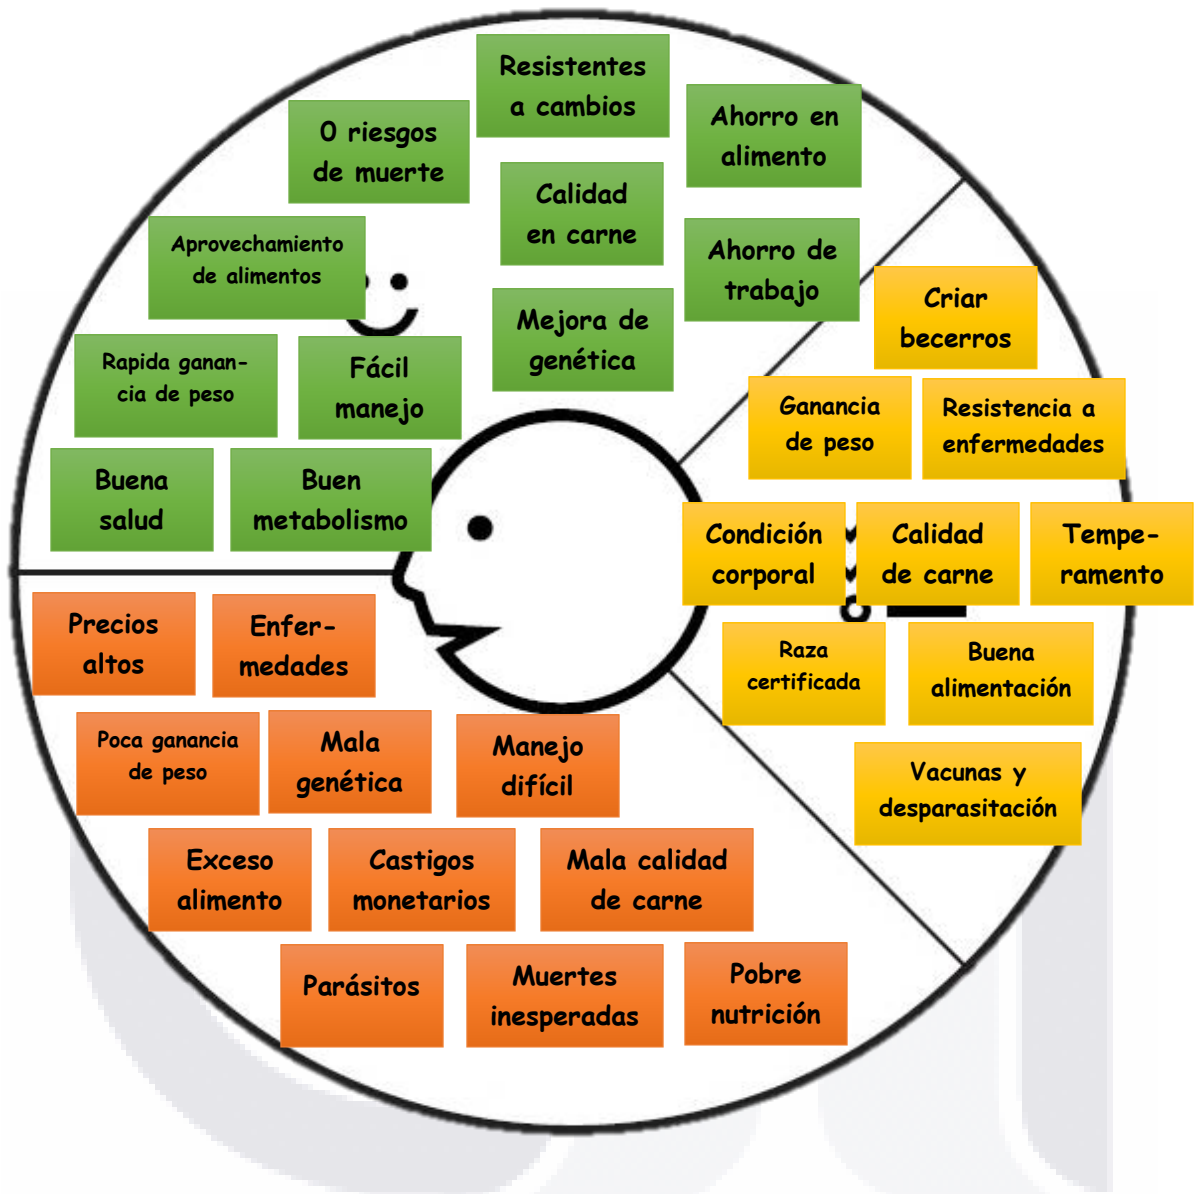 Resistentes
a cambios
0 riesgos
de muerte
Ahorro en
alimento
Calidad
en carne
Aprovechamiento
de alimentos
Ahorro de
trabajo
Mejora de
genética
Rapida ganan-
cia de peso
Fácil
manejo
Buena
salud
Buen
metabolismo
Criar
becerros
Ganancia
de peso
Resistencia a
enfermedades
Condición
corporal
Calidad
de carne
Tempe-
ramento
Raza
certificada
Buena
alimentación
Vacunas y
desparasitación
Precios
altos
Enfer-
medades
Poca ganancia
de peso
Mala
genética
Manejo
difícil
Exceso
alimento
Castigos
monetarios
Mala calidad
de carne
Parásitos
Muertes
inesperadas
Pobre
nutrición